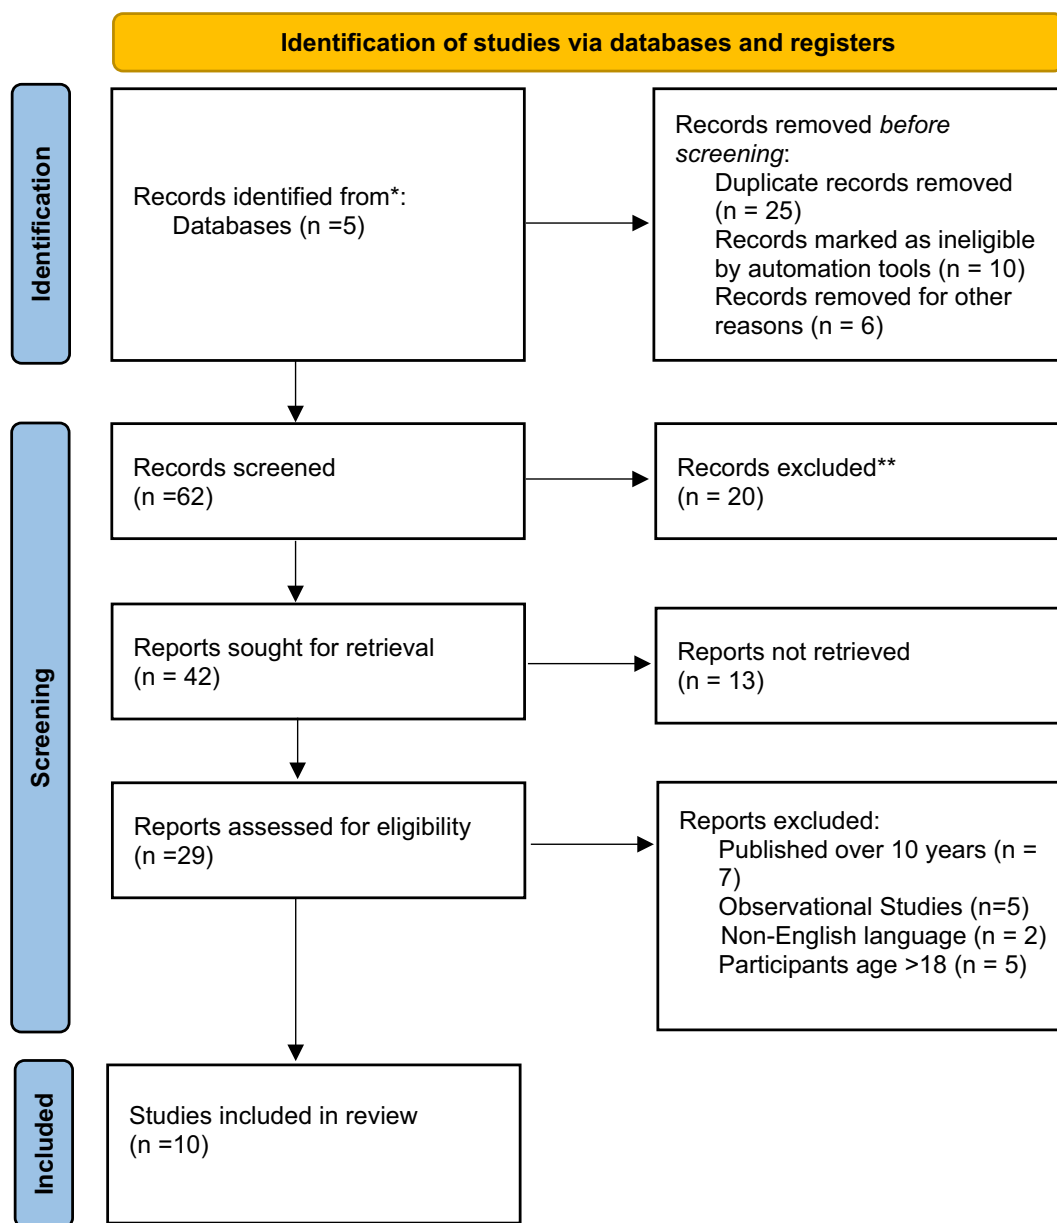 Identification of studies via databases and registers
Identification
Records identified from*:
Databases (n =5)
Records removed before
screening:
Duplicate records removed
(n = 25)
Records marked as ineligible
by automation tools (n = 10)
Records removed for other
reasons (n = 6)
Screening
Records screened
(n =62)
Records excluded**
(n = 20)
Reports sought for retrieval
(n = 42)
Reports not retrieved
(n = 13)
Reports assessed for eligibility
(n =29)
Reports excluded:
Published over 10 years (n =
7)
Observational Studies (n=5)
Non-English language (n = 2)
Participants age >18 (n = 5)
Included
Studies included in review
(n =10)